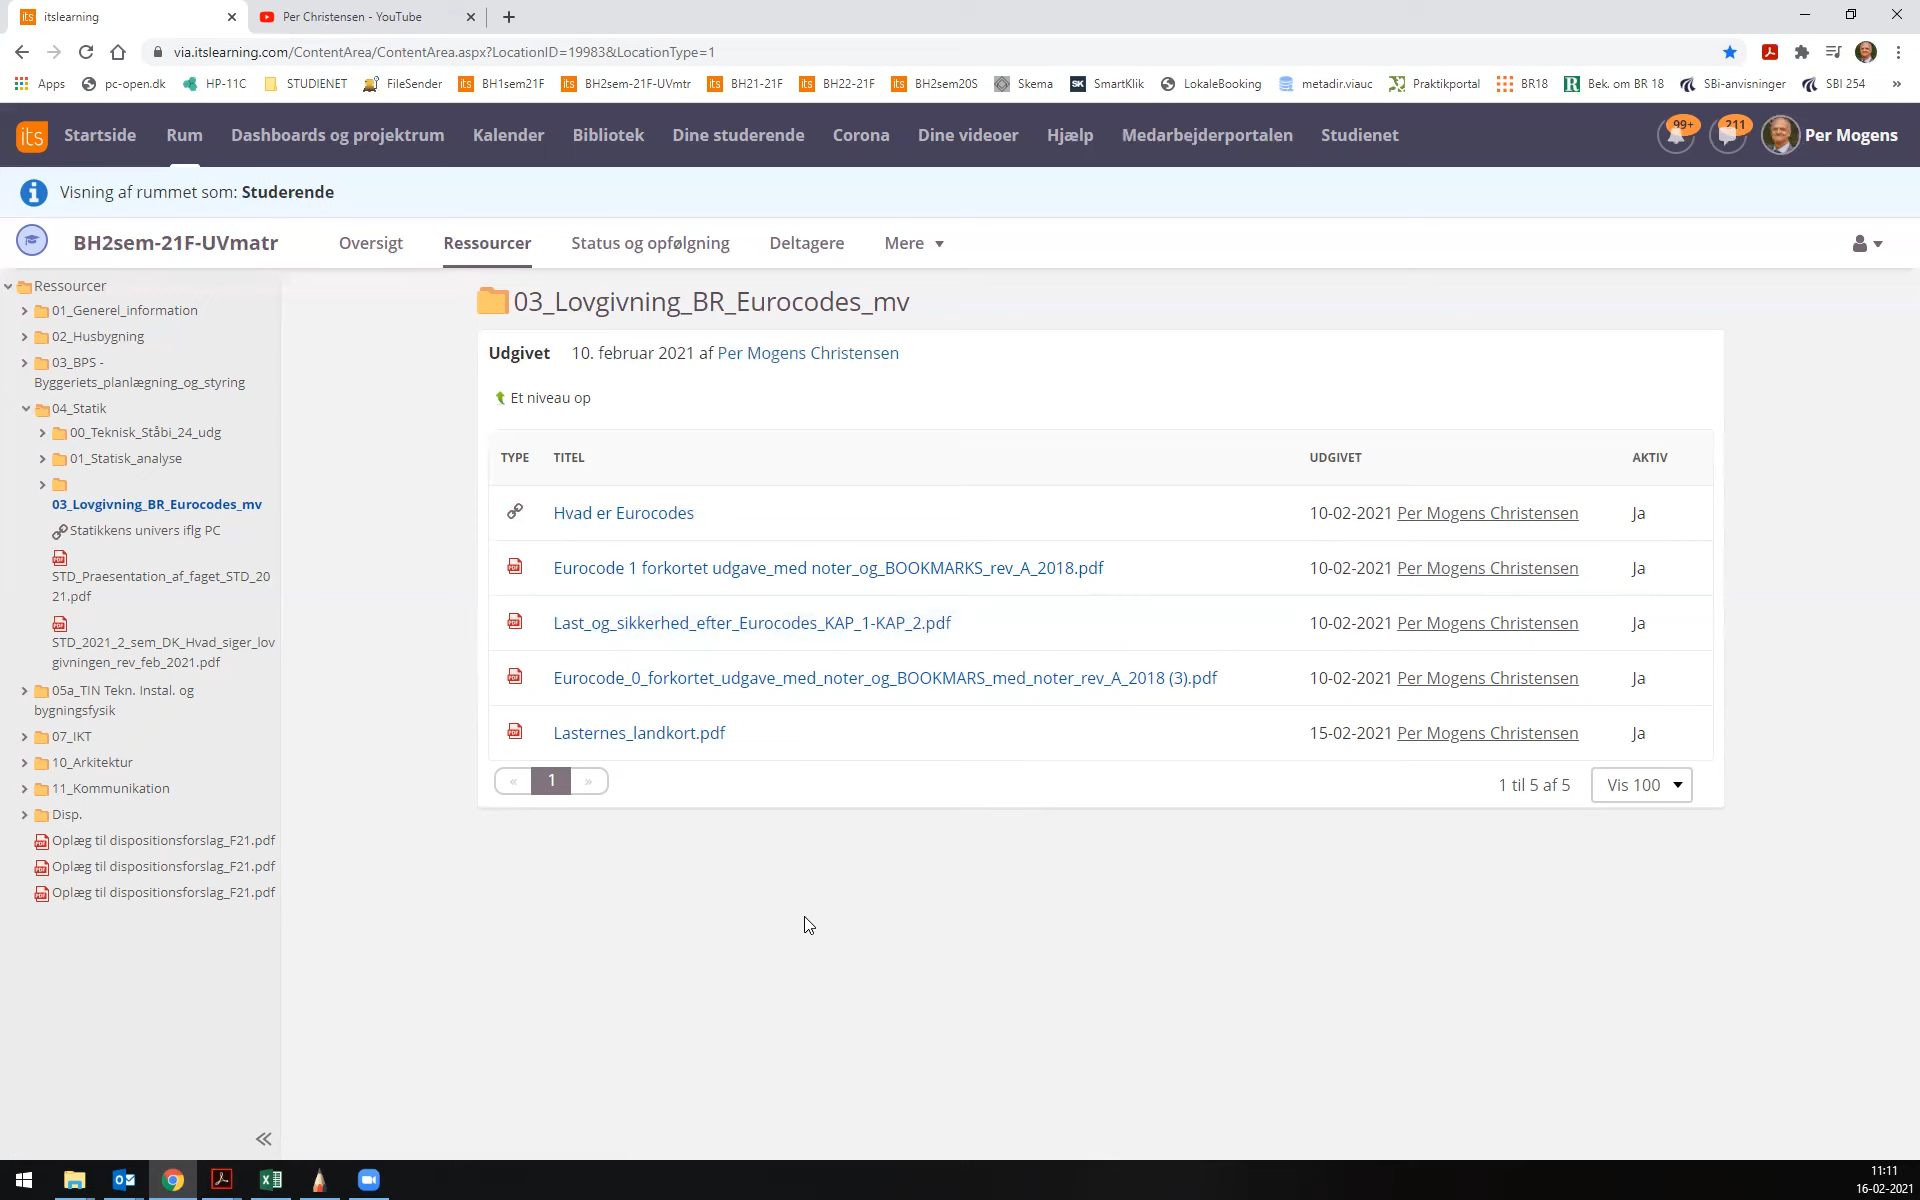 its itslearning
Per Christensen - YouTube
via.itslearning.com/ContentArea/ContentArea.aspx?LocationID=19983&LocationType=1
Apps pc-open.dk HP-11C STUDIENET FileSender its BH1sem21F its BH2sem-21F-UVmtr its BH21-21F its BH22-21F its BH2sem20S Skema SK SmartKlik LokaleBooking metadir.viauc Praktikportal BR18 R Bek. om BR 18 SBi-anvisninger SBI 254 »
its Startside Rum Dashboards og projektrum Kalender Bibliotek Dine studerende Corona Dine videoer Hjælp Medarbejderportalen Studienet 99+ 211 Per Mogens
Visning af rummet som: Studerende
BH2sem-21F-UVmatr Oversigt Ressourcer Status og opfølgning Deltagere Mere
Ressourcer
01_Generel_information
02_Husbygning
03_BPS -
Byggeriets_planlægning_og_styring
04_Statik
00_Teknisk_Ståbi_24_udg
01_Statisk_analyse
03_Lovgivning_BR_Eurocodes_mv
Statikkens univers iflg PC
STD_Praesentation_af_faget_STD_20
21.pdf
STD_2021_2_sem_DK_Hvad_siger_lov
givningen_rev_feb_2021.pdf
05a_TIN Tekn. Instal. og
bygningsfysik
07_IKT
10_Arkitektur
11_Kommunikation
Disp.
Oplæg til dispositionsforslag_F21.pdf
Oplæg til dispositionsforslag_F21.pdf
Oplæg til dispositionsforslag_F21.pdf
03_Lovgivning_BR_Eurocodes_mv
Udgivet 10. februar 2021 af Per Mogens Christensen
Et niveau op
TYPE TITEL UDGIVET AKTIV
Hvad er Eurocodes 10-02-2021 Per Mogens Christensen Ja
Eurocode 1 forkortet udgave_med noter_og_BOOKMARKS_rev_A_2018.pdf 10-02-2021 Per Mogens Christensen Ja
Last_og_sikkerhed_efter_Eurocodes_KAP_1-KAP_2.pdf 10-02-2021 Per Mogens Christensen Ja
Eurocode_0_forkortet_udgave_med_noter_og_BOOKMARS_med_noter_rev_A_2018 (3).pdf 10-02-2021 Per Mogens Christensen Ja
Lasternes_landkort.pdf 15-02-2021 Per Mogens Christensen Ja
« 1 » 1 til 5 af 5 Vis 100
11:11
16-02-2021